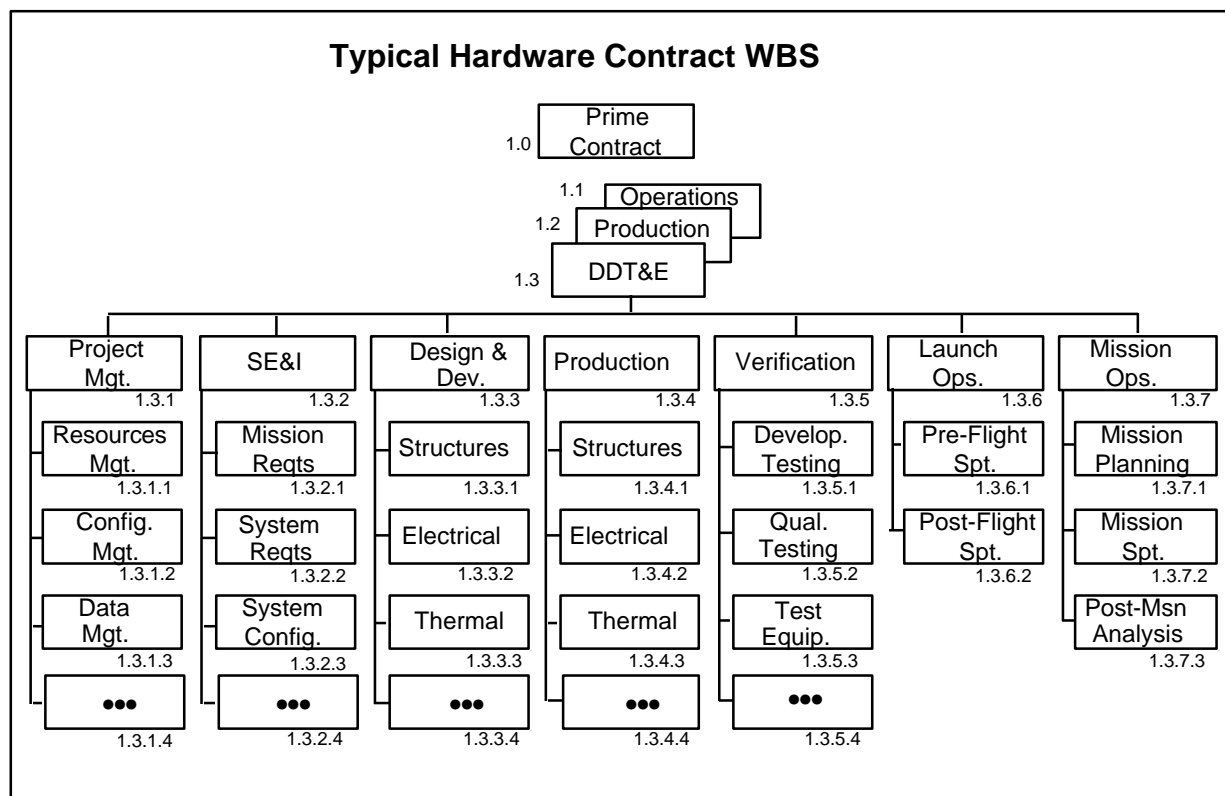 Typical Hardware Contract WBS
Prime
Contract
1.0
1.1
Operations
1.2
Production
1.3
DDT&E
Project
Mgt.
1.3.1
Resources
Mgt.
1.3.1.1
Config.
Mgt.
1.3.1.2
Data
Mgt.
1.3.1.3
•••
1.3.1.4
SE&I
1.3.2
Mission
Reqts
1.3.2.1
System
Reqts
1.3.2.2
System
Config.
1.3.2.3
•••
1.3.2.4
Design &
Dev.
1.3.3
Structures
1.3.3.1
Electrical
1.3.3.2
Thermal
1.3.3.3
•••
1.3.3.4
Production
1.3.4
Structures
1.3.4.1
Electrical
1.3.4.2
Thermal
1.3.4.3
•••
1.3.4.4
Verification
1.3.5
Develop.
Testing
1.3.5.1
Qual.
Testing
1.3.5.2
Test
Equip.
1.3.5.3
•••
1.3.5.4
Launch
Ops.
1.3.6
Pre-Flight
Spt.
1.3.6.1
Post-Flight
Spt.
1.3.6.2
Mission
Ops.
1.3.7
Mission
Planning
1.3.7.1
Mission
Spt.
1.3.7.2
Post-Msn
Analysis
1.3.7.3